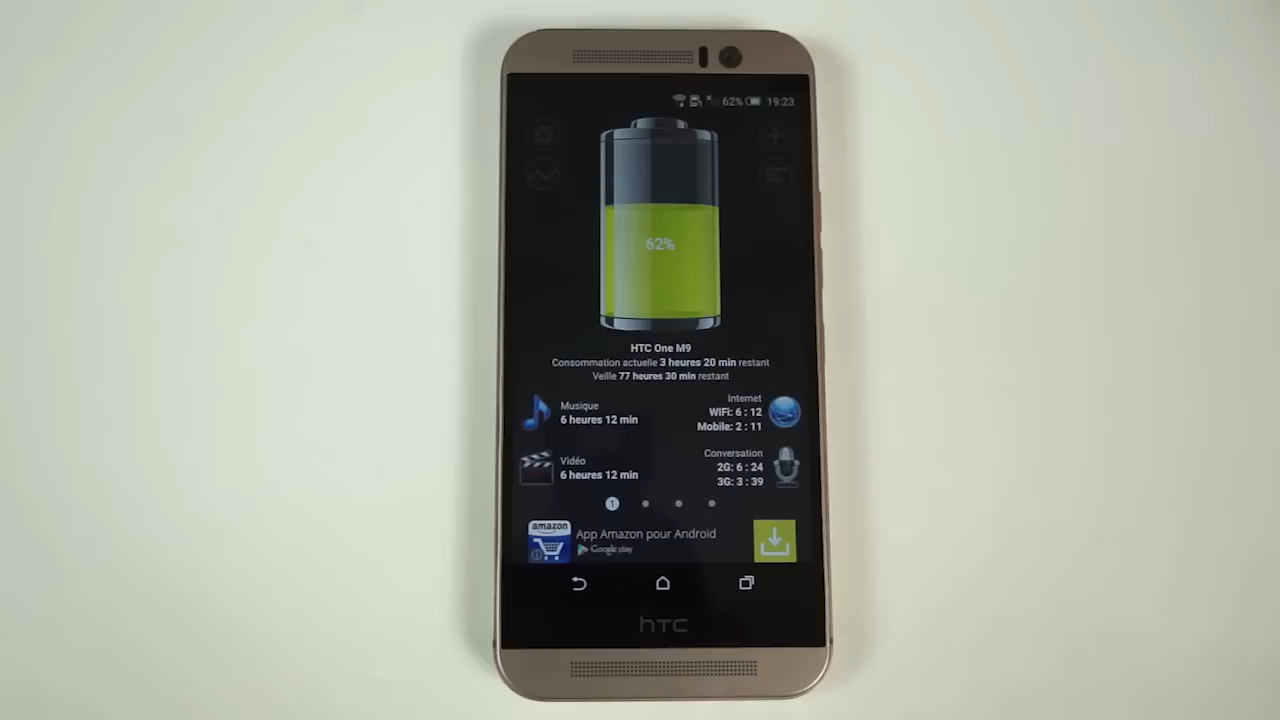 62% 19:23
62%
HTC One M9
Consommation actuelle 3 heures 20 min restant
Veille 77 heures 30 min restant
Musique
6 heures 12 min
Internet
WiFi: 6 : 12
Mobile: 2 : 11
Vidéo
6 heures 12 min
Conversation
2G: 6 : 24
3G: 3 : 39
1
amazon
App Amazon pour Android
Google play
hTC